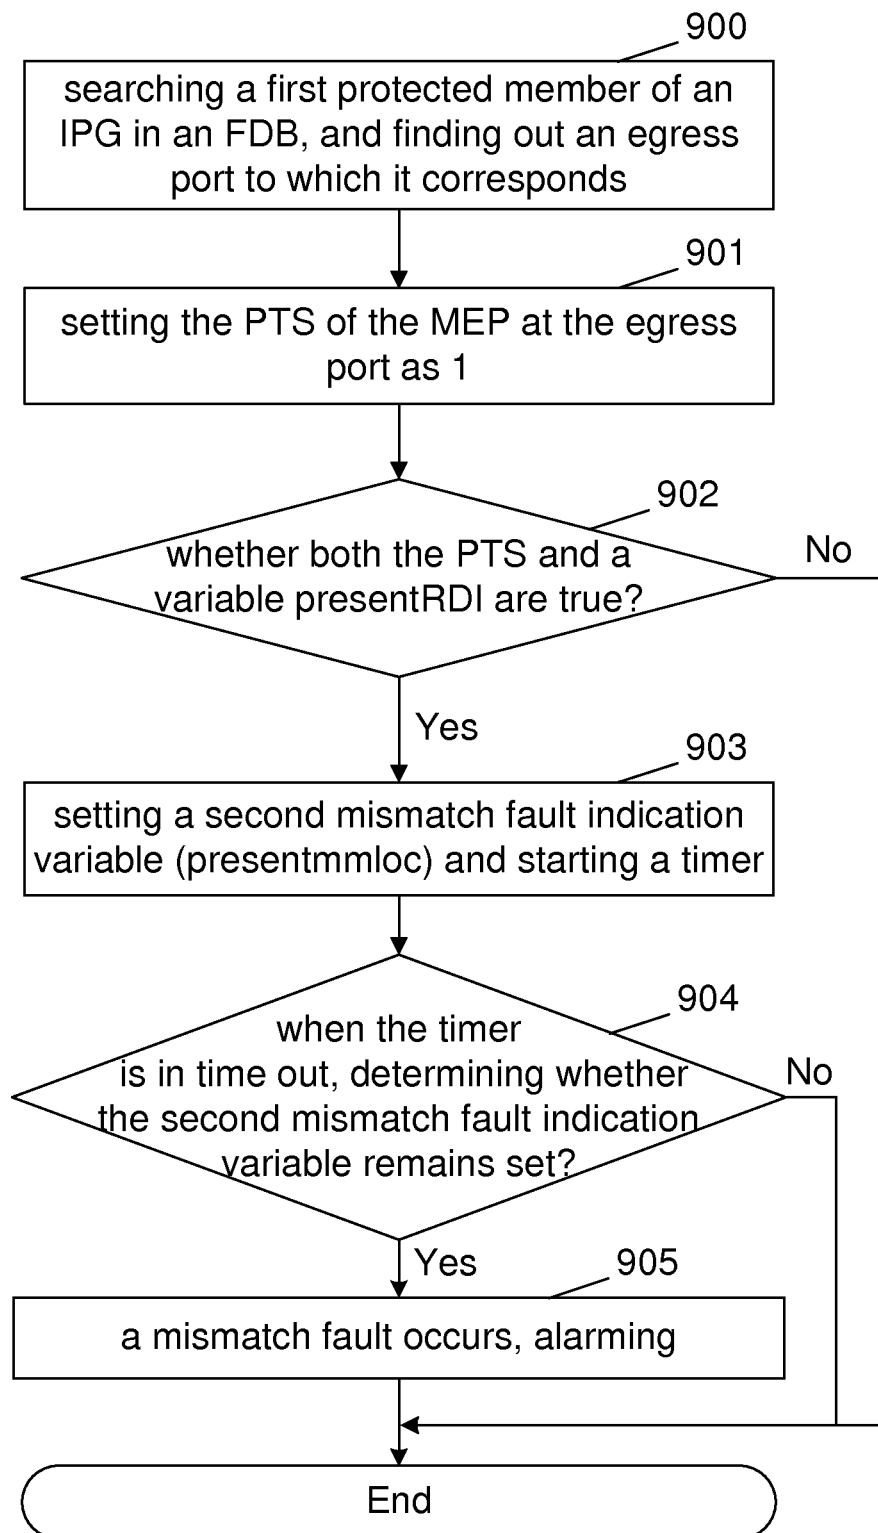 900
searching a first protected member of an
IPG in an FDB, and finding out an egress
port to which it corresponds
901
setting the PTS of the MEP at the egress
port as 1
902
whether both the PTS and a
variable presentRDI are true?
No
Yes
903
setting a second mismatch fault indication
variable (presentmmloc) and starting a timer
904
when the timer
is in time out, determining whether
the second mismatch fault indication
variable remains set?
No
Yes
905
a mismatch fault occurs, alarming
End